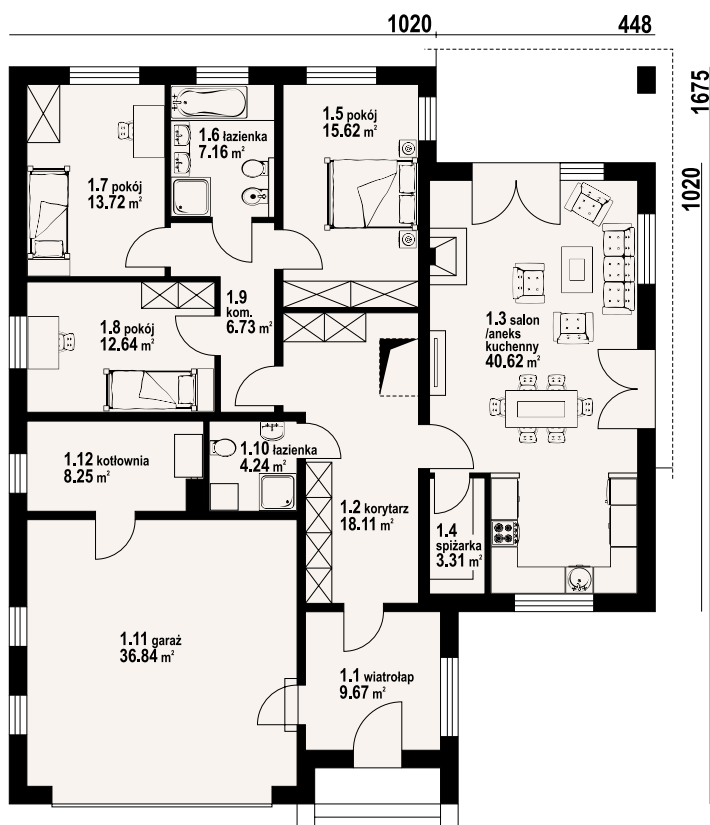 1020
448
1675
1020
1.5 pokój
15.62 m²
1.6 łazienka
7.16 m²
1.7 pokój
13.72 m²
1.9
kom.
6.73 m²
1.3 salon
/aneks
kuchenny
40.62 m²
1.8 pokój
12.64 m²
1.10 łazienka
4.24 m²
1.12 kotłownia
8.25 m²
1.2 korytarz
18.11 m²
1.4
spiżarka
3.31 m²
1.11 garaż
36.84 m²
1.1 wiatrołap
9.67 m²